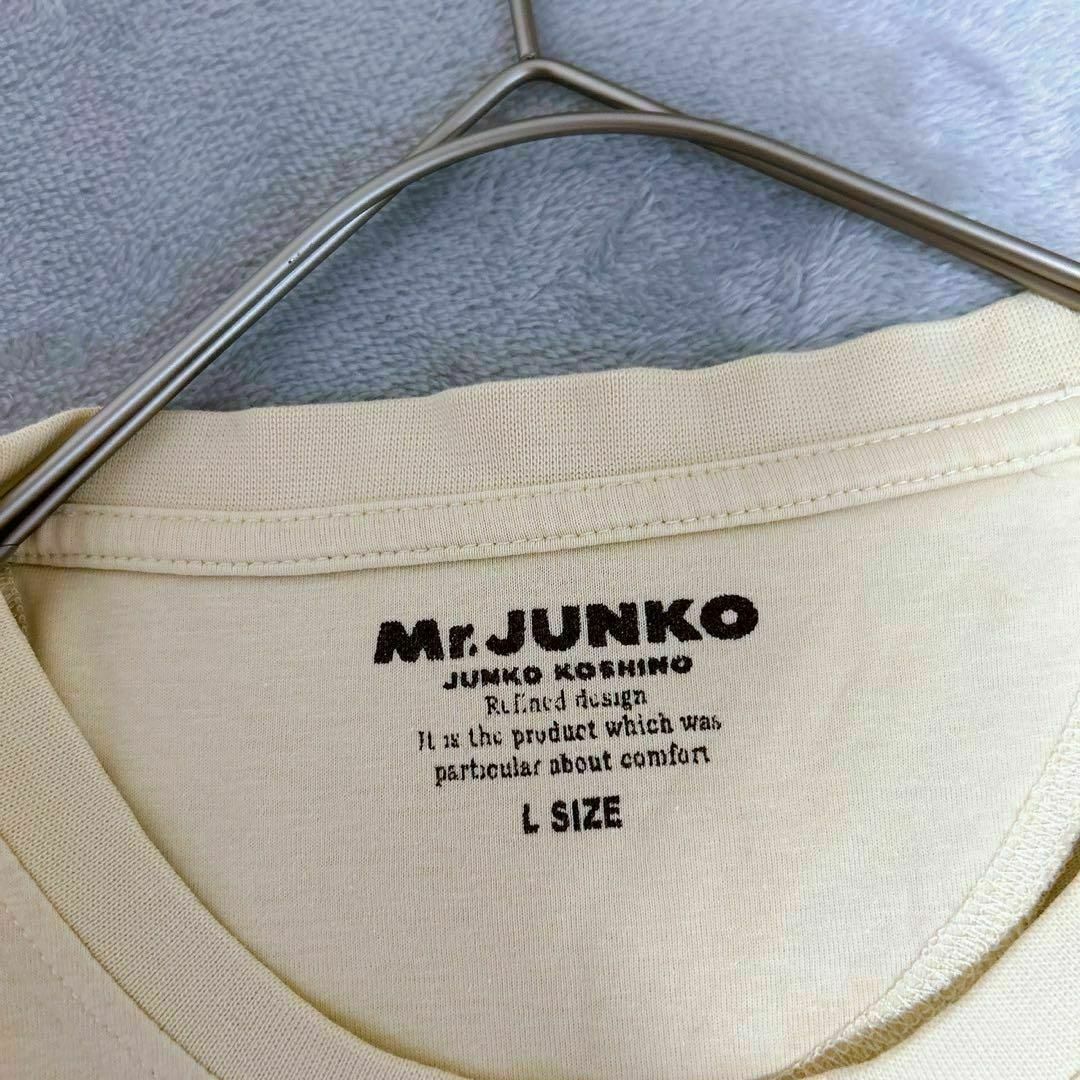 Mr.JUNKO
JUNKO KOSHINO
Refined design
It is the product which was
particular about comfort
L SIZE